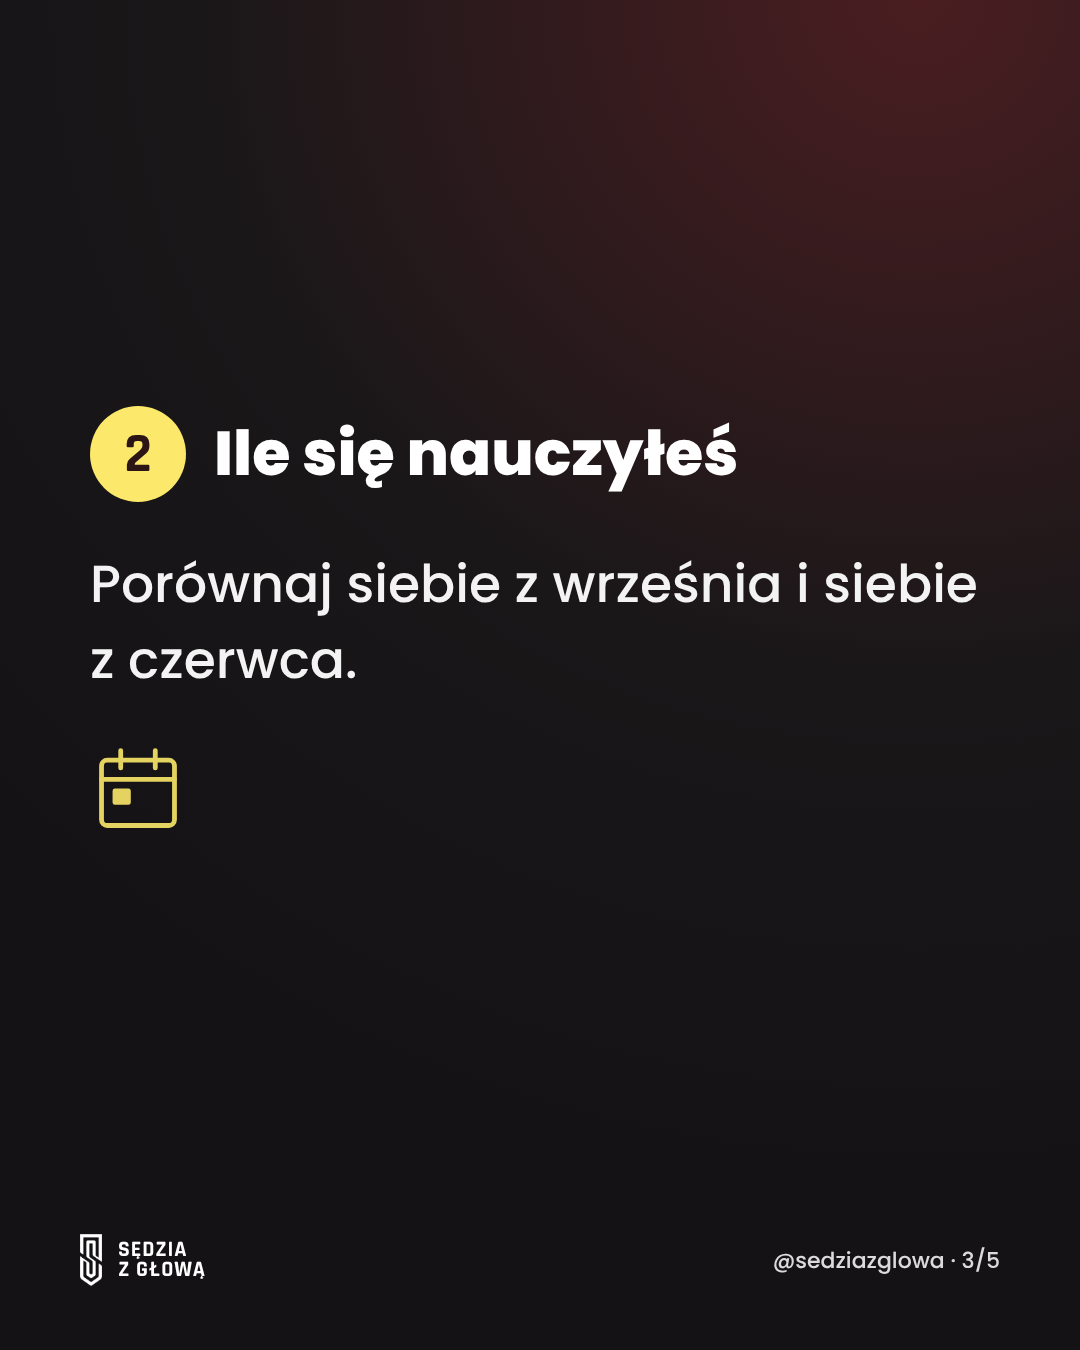 2 Ile się nauczyłeś
Porównaj siebie z września i siebie
z czerwca.
SĘDZIA
Z GŁOWĄ
@sedziazglowa · 3/5